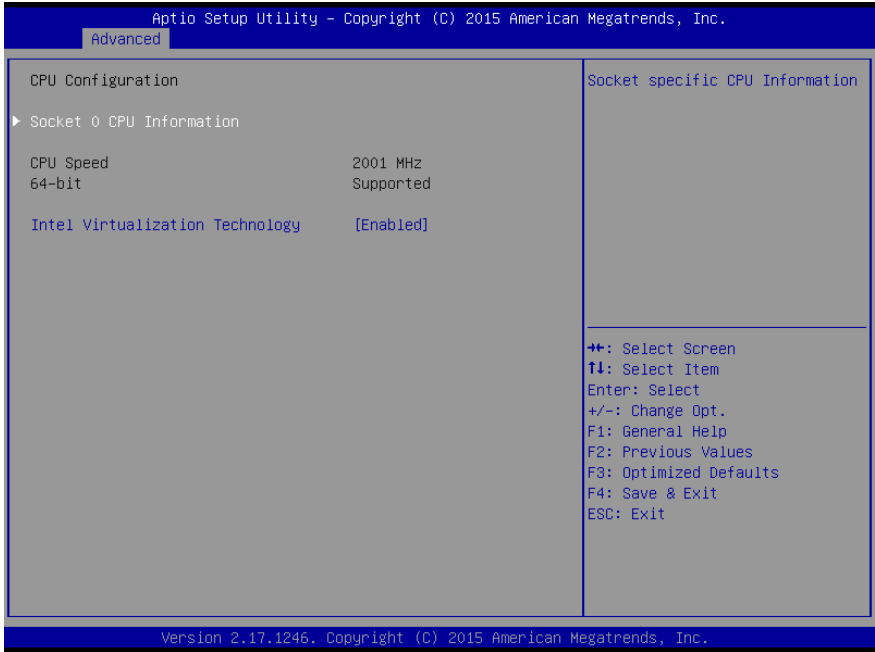 Aptio Setup Utility – Copyright (C) 2015 American Megatrends, Inc.
Advanced
CPU Configuration
Socket 0 CPU Information
CPU Speed 2001 MHz
64-bit Supported
Intel Virtualization Technology [Enabled]
Socket specific CPU Information
→←: Select Screen
↑↓: Select Item
Enter: Select
+/-: Change Opt.
F1: General Help
F2: Previous Values
F3: Optimized Defaults
F4: Save & Exit
ESC: Exit
Version 2.17.1246. Copyright (C) 2015 American Megatrends, Inc.